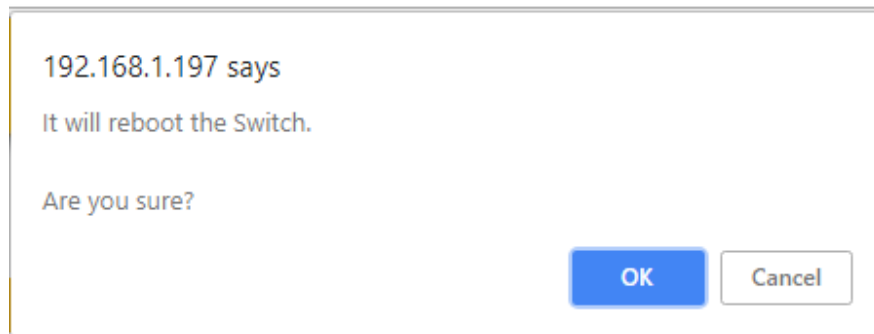 192.168.1.197 says
It will reboot the Switch.
Are you sure?
OK Cancel